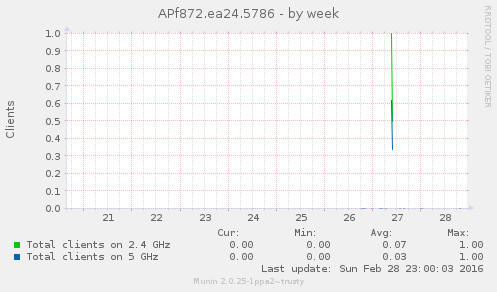 APf872.ea24.5786 - by week
RRDTOOL / TOBI OETIKER
Clients
1.0
0.9
0.8
0.7
0.6
0.5
0.4
0.3
0.2
0.1
0.0
21 22 23 24 25 26 27 28
Cur: Min: Avg: Max:
Total clients on 2.4 GHz 0.00 0.00 0.07 1.00
Total clients on 5 GHz 0.00 0.00 0.03 1.00
Last update: Sun Feb 28 23:00:03 2016
Munin 2.0.25-1ppa2~trusty